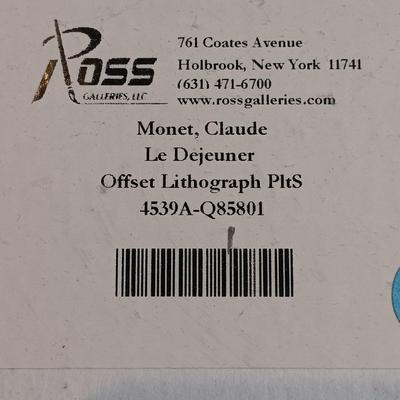 Ross
GALLERIES, LLC
761 Coates Avenue
Holbrook, New York 11741
(631) 471-6700
www.rossgalleries.com
Monet, Claude
Le Dejeuner
Offset Lithograph PltS
4539A-Q85801